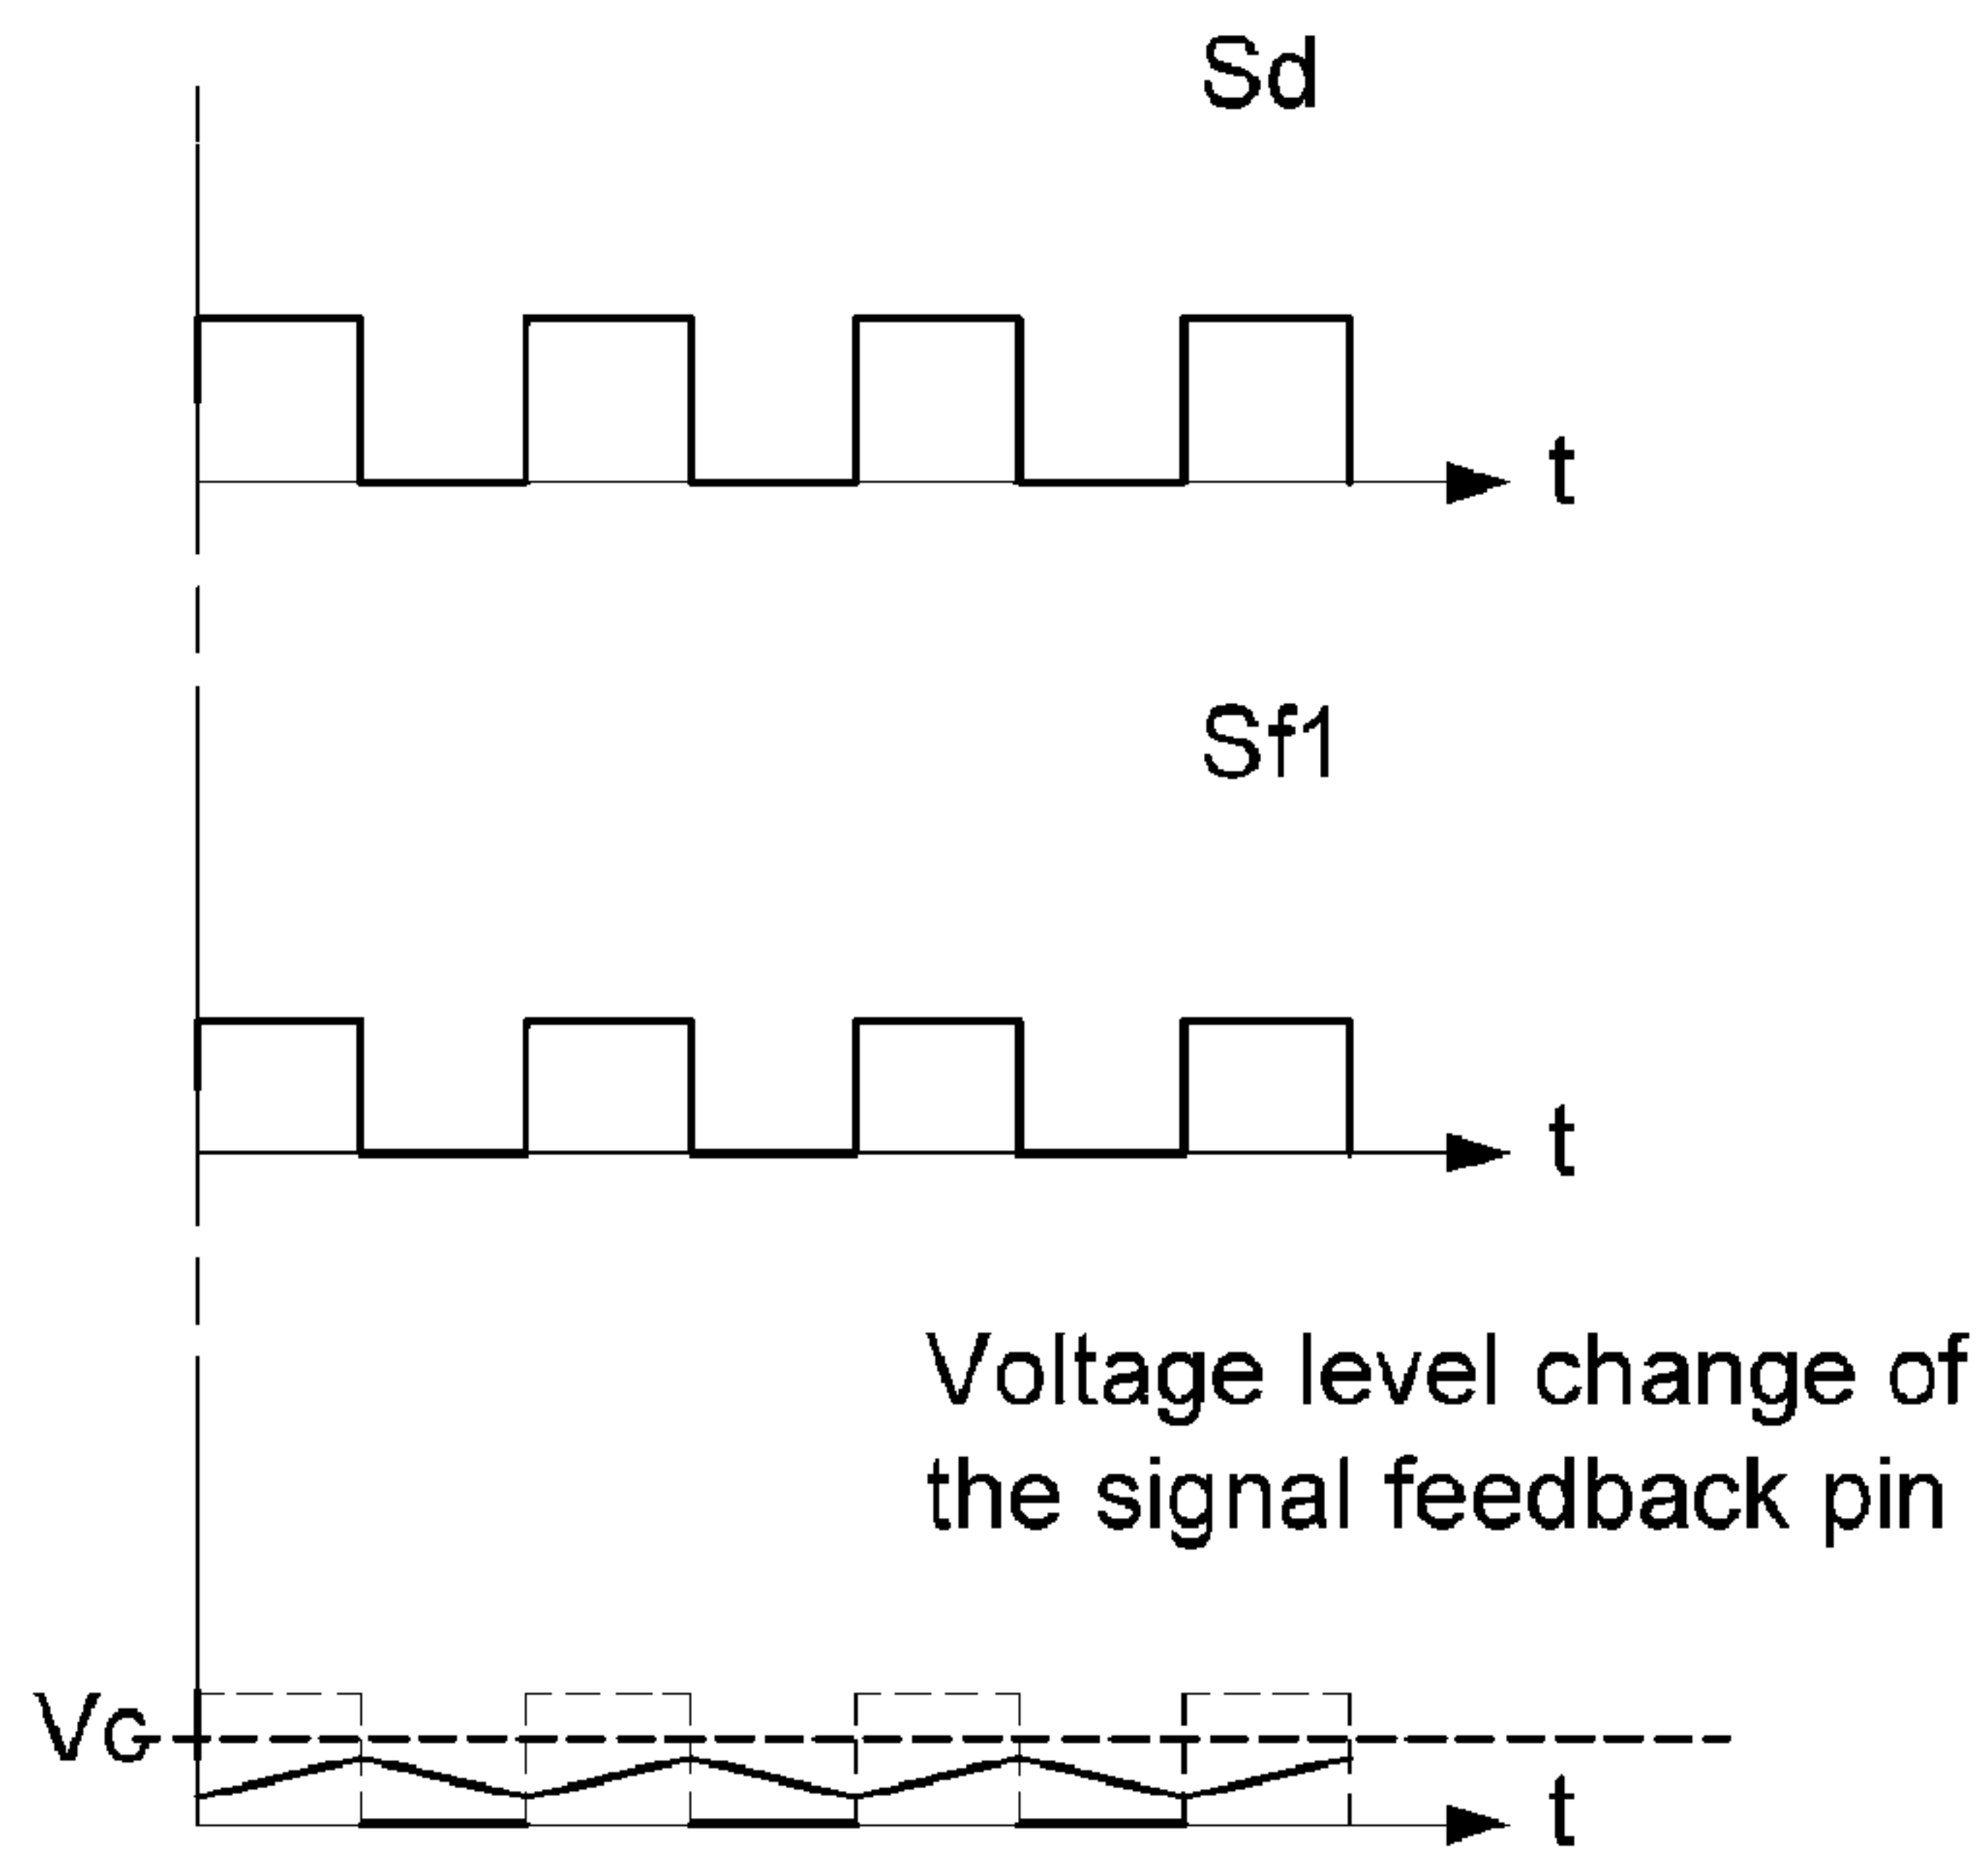 Sd
t
Sf1
t
Voltage level change of
the signal feedback pin
VG
t